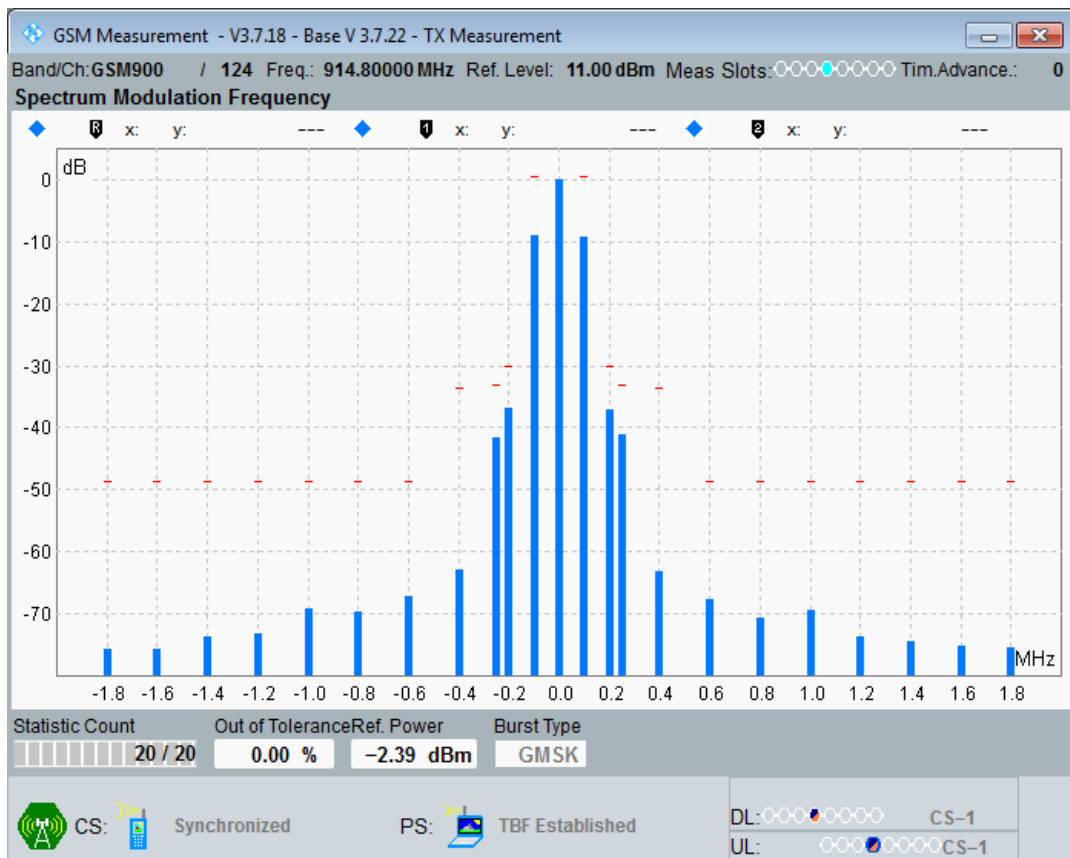 GSM Measurement - V3.7.18 - Base V 3.7.22 - TX Measurement
Band/Ch:GSM900 / 124 Freq.: 914.80000 MHz Ref. Level: 11.00 dBm Meas Slots: Tim.Advance.: 0
Spectrum Modulation Frequency
R x: y: --- 1 x: y: --- 2 x: y: ---
dB
0
-10
-20
-30
-40
-50
-60
-70
MHz
-1.8 -1.6 -1.4 -1.2 -1.0 -0.8 -0.6 -0.4 -0.2 0.0 0.2 0.4 0.6 0.8 1.0 1.2 1.4 1.6 1.8
Statistic Count Out of Tolerance Ref. Power Burst Type
20 / 20 0.00 % −2.39 dBm GMSK
CS: Synchronized PS: TBF Established
DL: CS−1
UL: CS−1